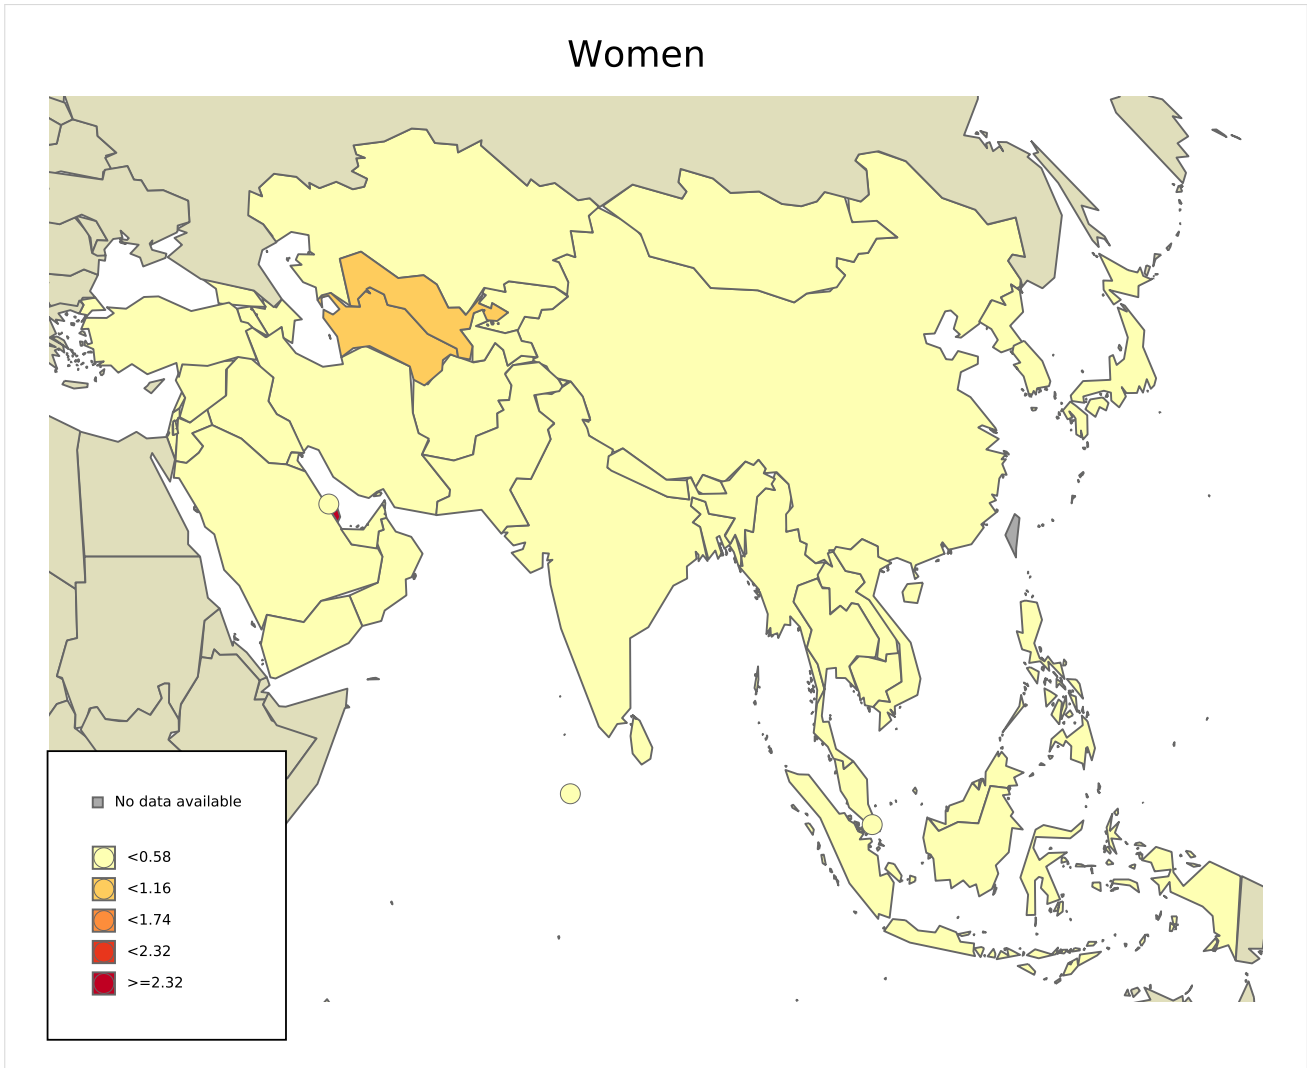 Women
No data available
<0.58
<1.16
<1.74
<2.32
>=2.32